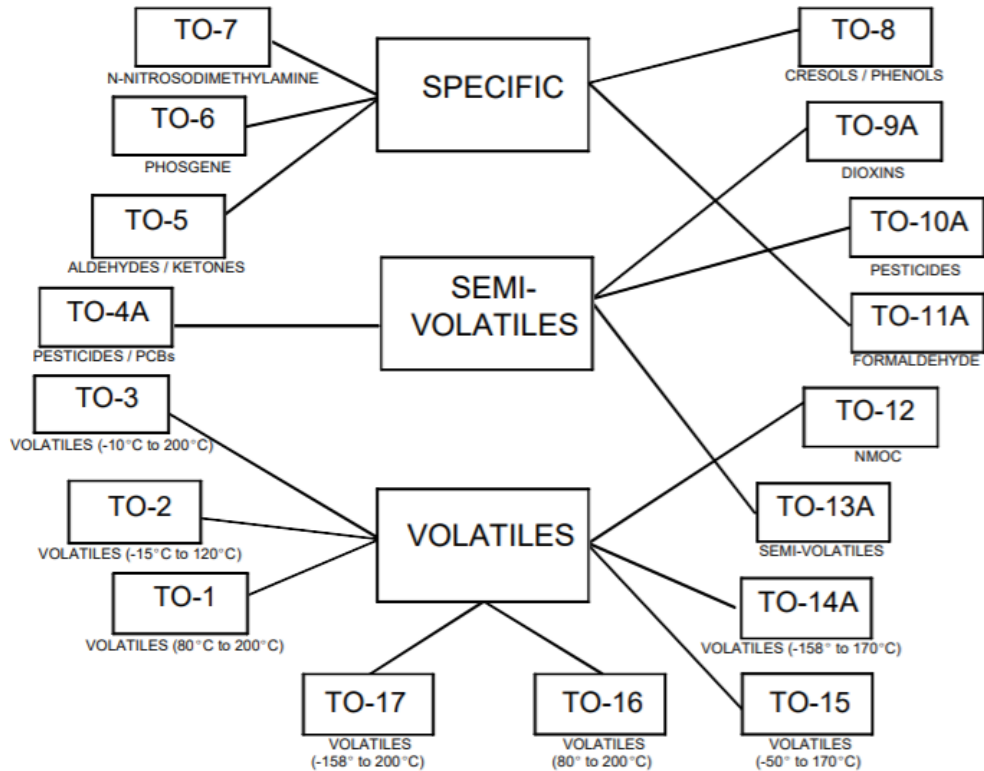 TO-7
N-NITROSODIMETHYLAMINE
SPECIFIC
TO-8
CRESOLS / PHENOLS
TO-6
PHOSGENE
TO-9A
DIOXINS
TO-5
ALDEHYDES / KETONES
TO-10A
PESTICIDES
SEMI-
VOLATILES
TO-4A
PESTICIDES / PCBs
TO-11A
FORMALDEHYDE
TO-3
VOLATILES (-10°C to 200°C)
TO-12
NMOC
TO-2
VOLATILES (-15°C to 120°C)
VOLATILES
TO-13A
SEMI-VOLATILES
TO-1
VOLATILES (80°C to 200°C)
TO-14A
VOLATILES (-158° to 170°C)
TO-17
VOLATILES
(-158° to 200°C)
TO-16
VOLATILES
(80° to 200°C)
TO-15
VOLATILES
(-50° to 170°C)